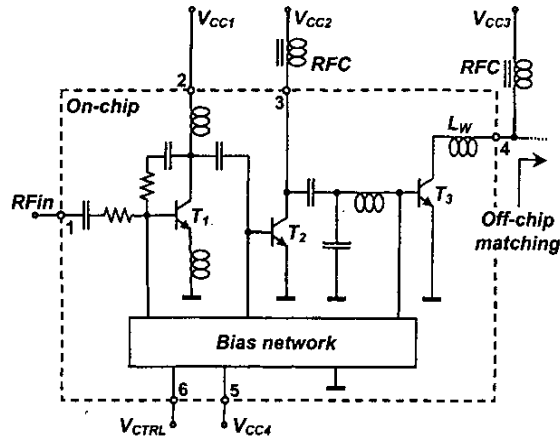 VCC1
VCC2
VCC3
RFC
RFC
2
3
On-chip
LW
4
RFin
1
T1
T2
T3
Off-chip
matching
Bias network
6
5
VCTRL
VCC4